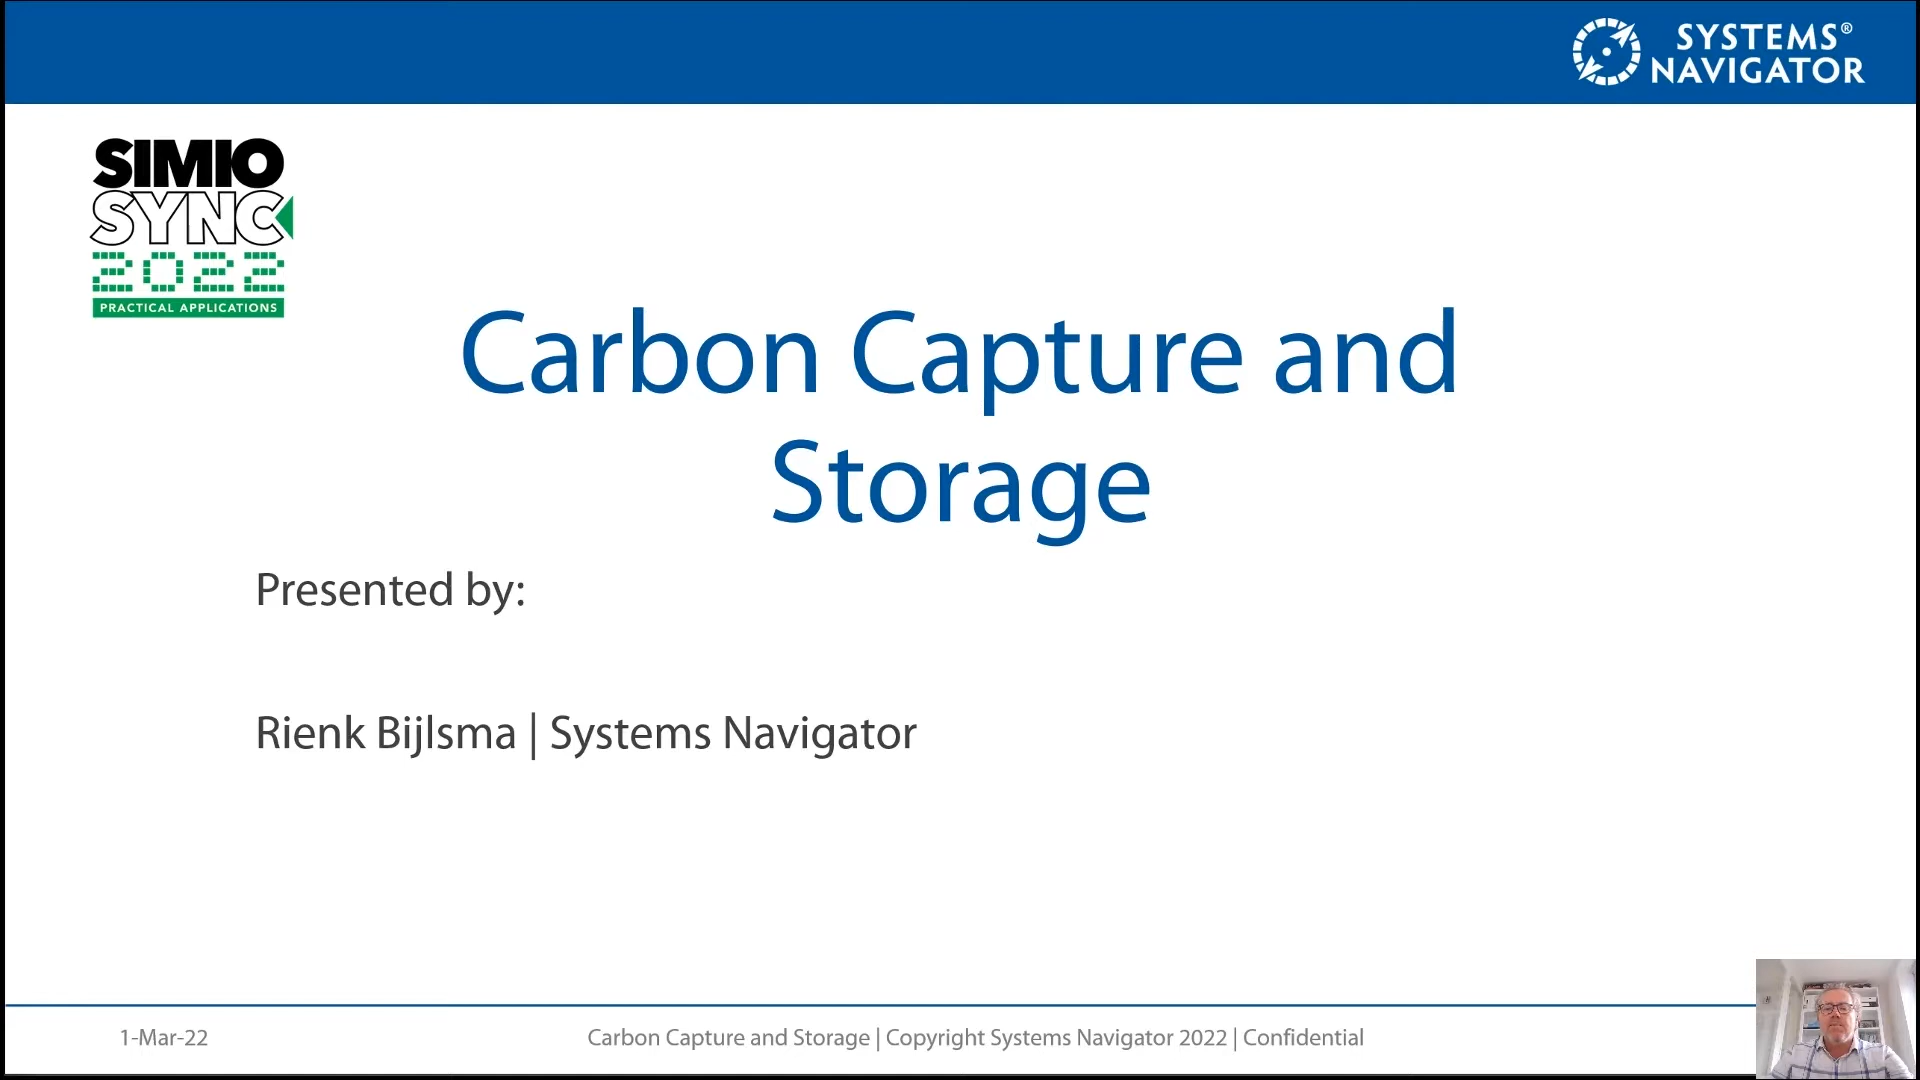 SYSTEMS®
NAVIGATOR
SIMIO
SYNC
2022
PRACTICAL APPLICATIONS
Carbon Capture and
Storage
Presented by:
Rienk Bijlsma | Systems Navigator
1-Mar-22
Carbon Capture and Storage | Copyright Systems Navigator 2022 | Confidential